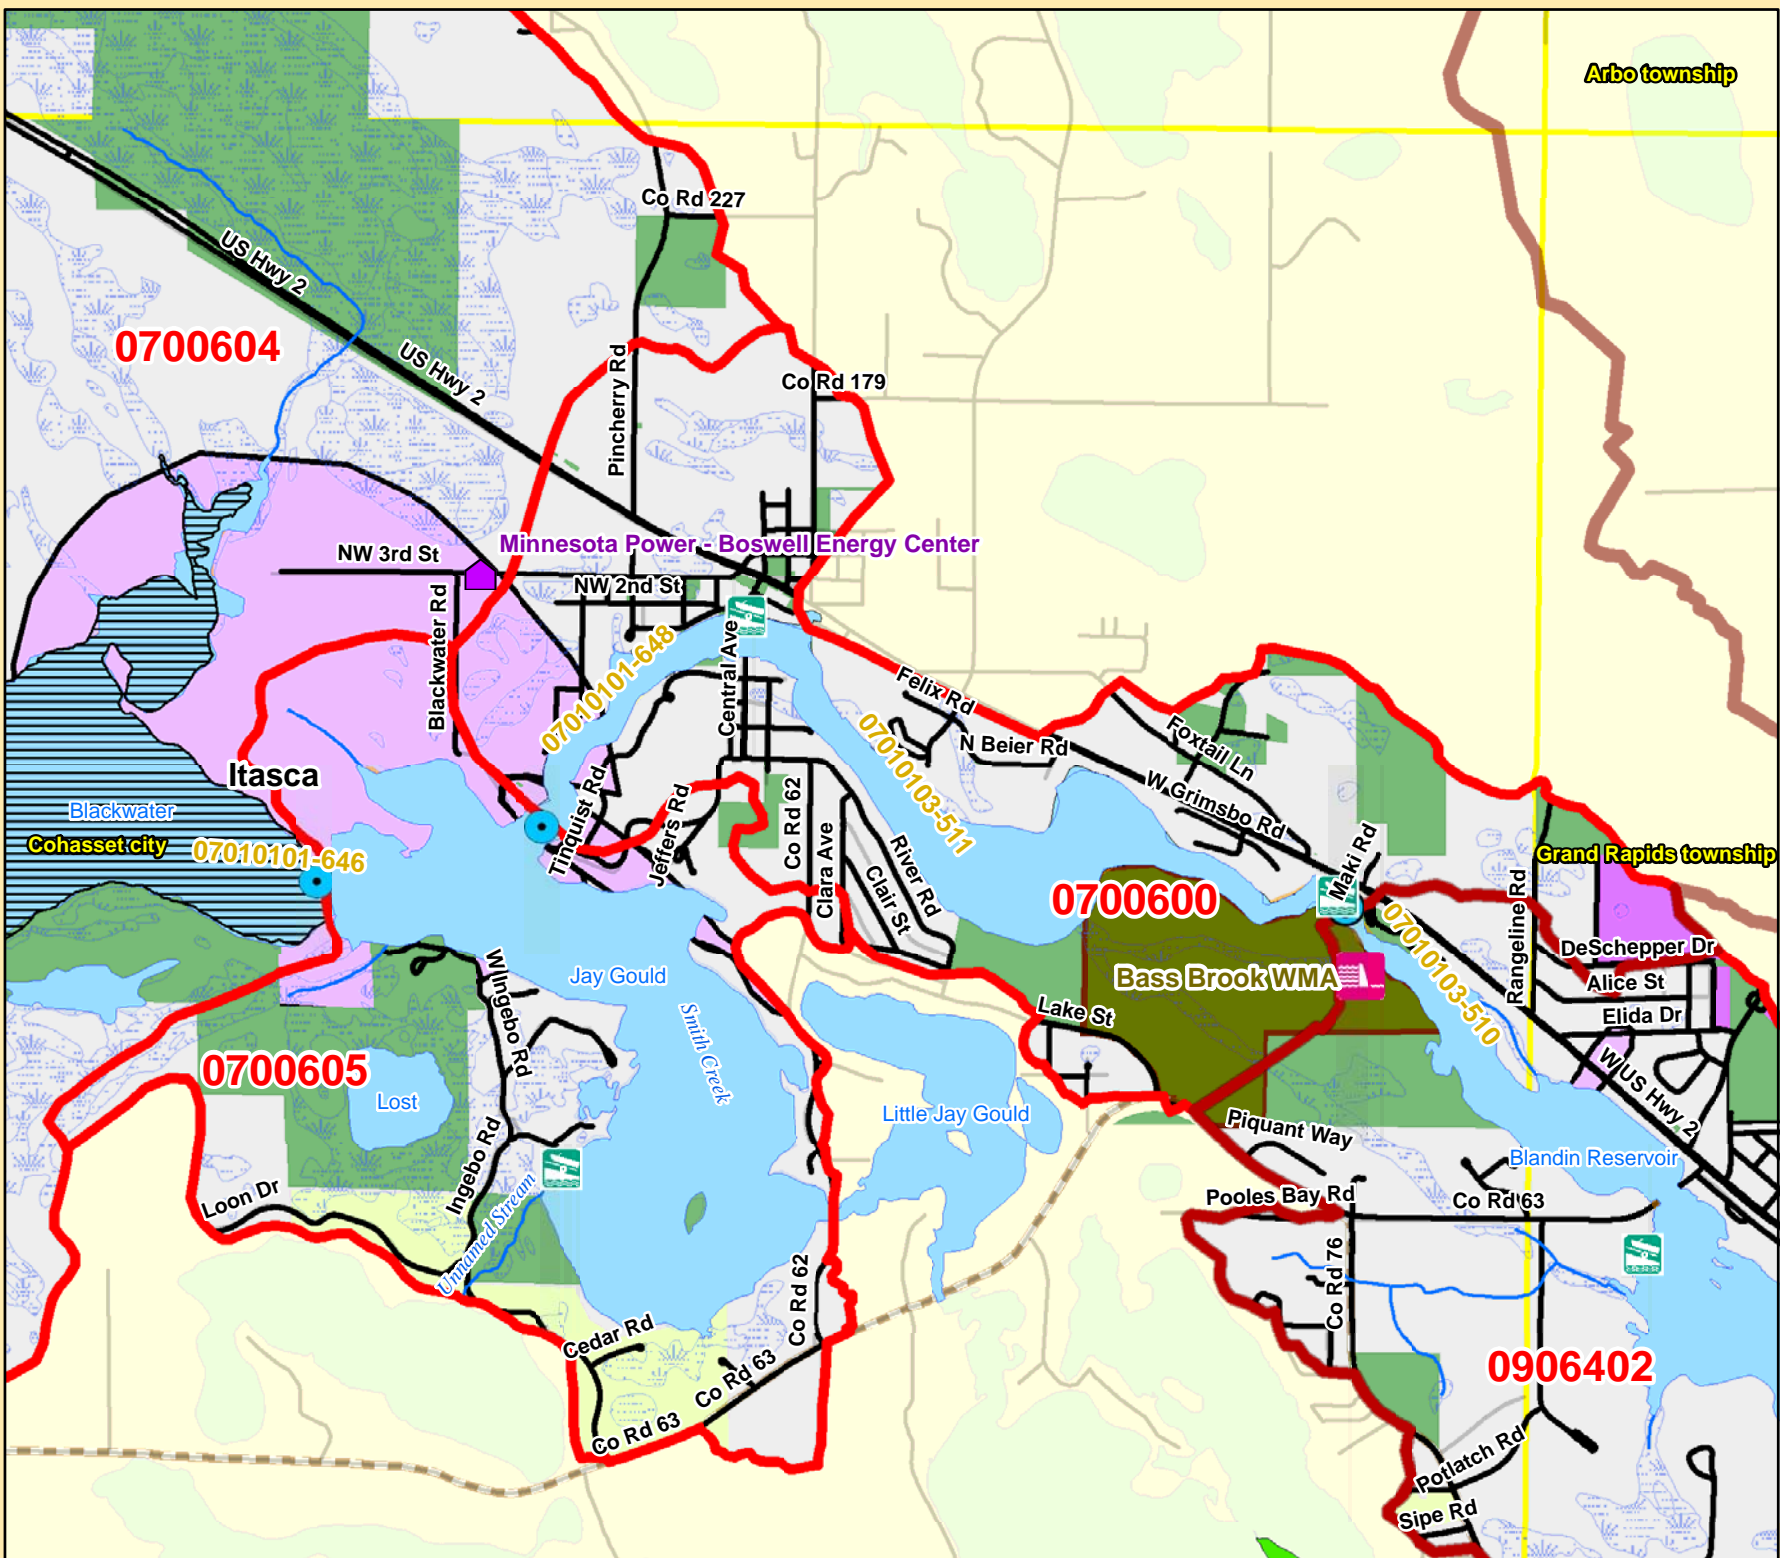 Arbo township
Co Rd 227
US Hwy 2
0700604
US Hwy 2
Pincherry Rd
Co Rd 179
Minnesota Power - Boswell Energy Center
NW 3rd St
NW 2nd St
Blackwater Rd
07010101-648
Central Ave
Felix Rd
N Beier Rd
Foxtail Ln
W Grimsbo Rd
07010103-511
Itasca
Blackwater
Cohasset city
07010101-646
Tinquist Rd
Jeffers Rd
Co Rd 62
Clara Ave
River Rd
Clair St
Maki Rd
Grand Rapids township
Rangeline Rd
0700600
07010103-510
DeSchepper Dr
Alice St
Elida Dr
Bass Brook WMA
Jay Gould
Smith Creek
Lake St
WIngebo Rd
0700605
Lost
Little Jay Gould
W US Hwy 2
Piquant Way
Blandin Reservoir
Ingebo Rd
Loon Dr
Unnamed Stream
Pooles Bay Rd
Co Rd 63
Co Rd 76
Co Rd 62
Cedar Rd
Co Rd 63
Co Rd 63
0906402
Potlatch Rd
Sipe Rd